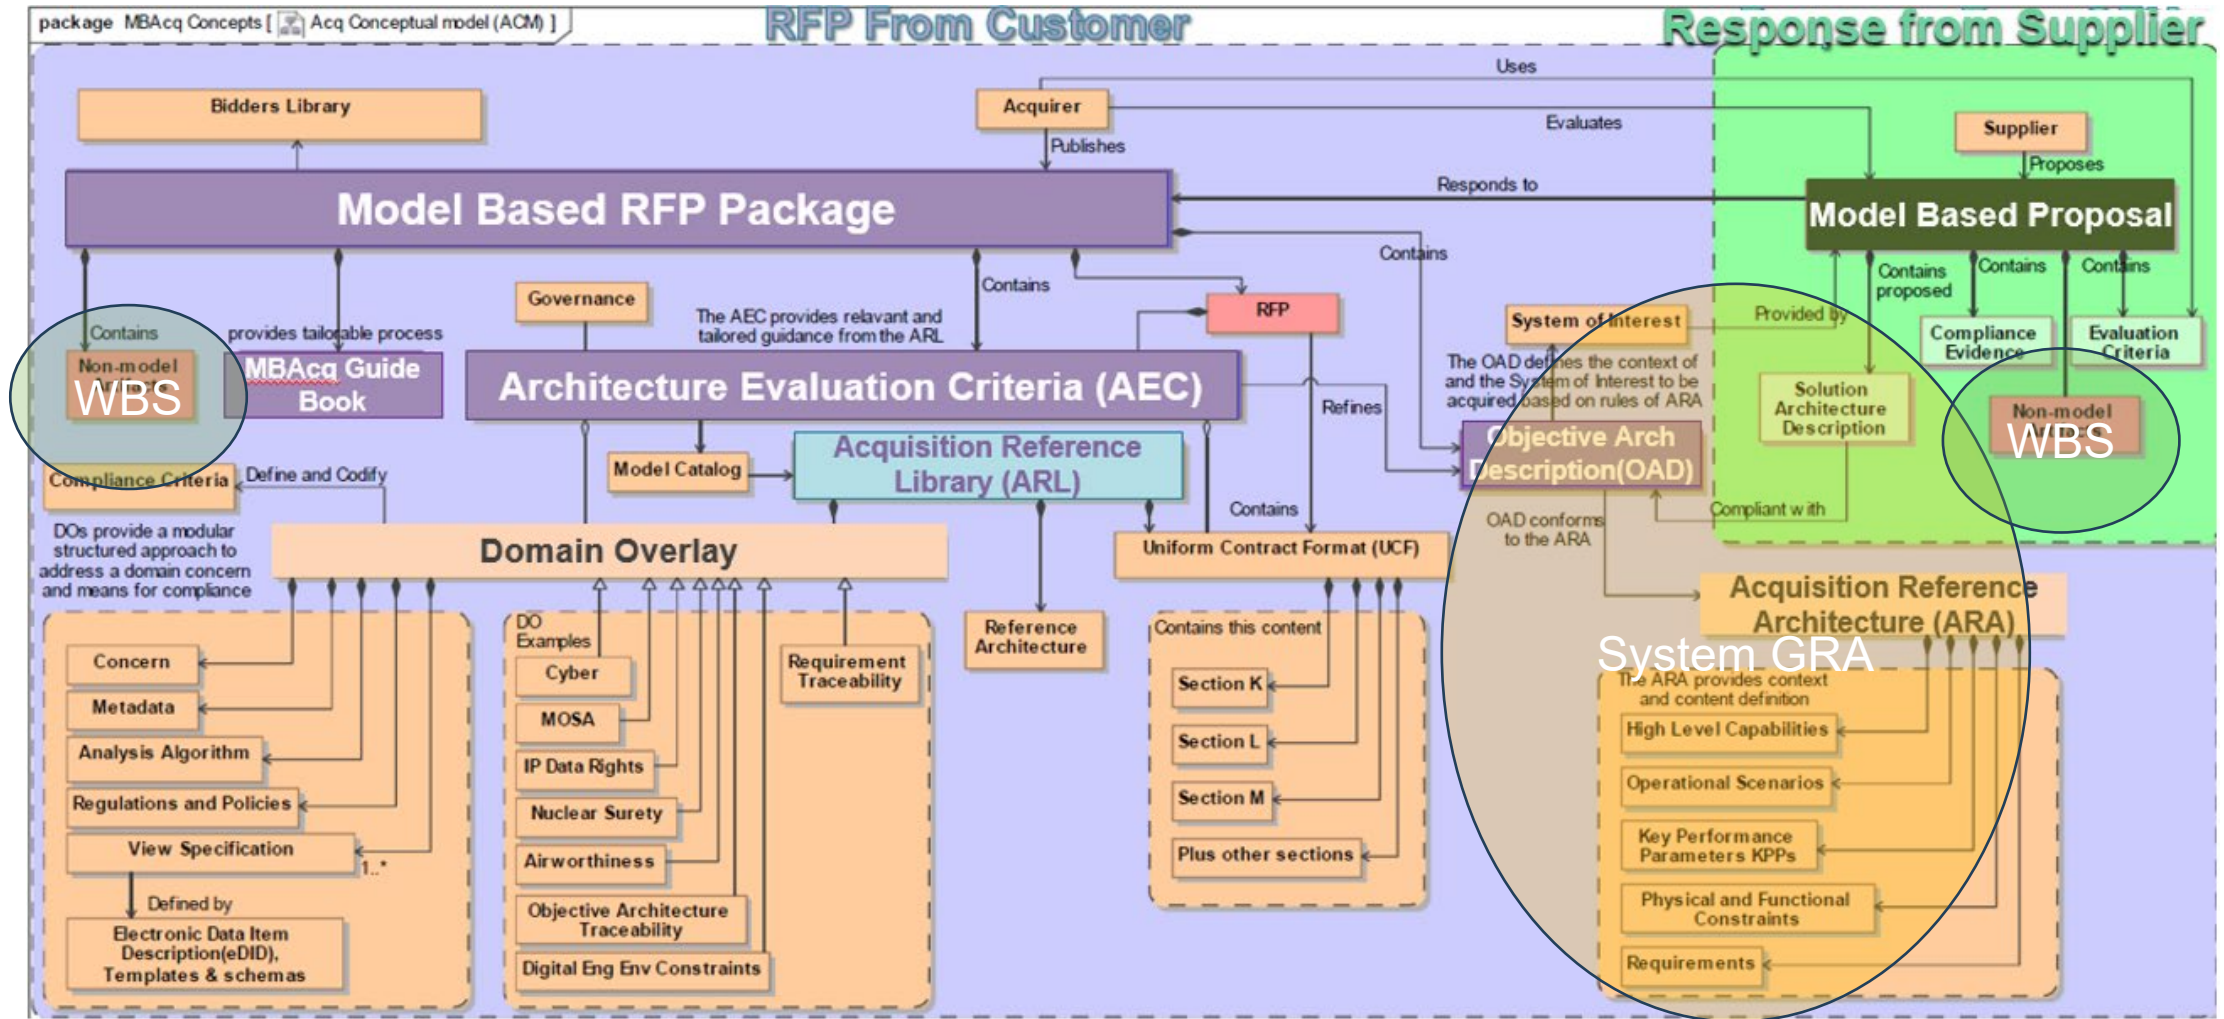 package MBAcq Concepts [ Acq Conceptual model (ACM) ]
RFP From Customer
Response from Supplier
Uses
Bidders Library
Acquirer
Evaluates
Supplier
Publishes
Proposes
Responds to
Model Based RFP Package
Model Based Proposal
Contains
Contains
proposed
Contains
Contains
Contains
Governance
The AEC provides relavant and
tailored guidance from the ARL
RFP
System of Interest
Provided by
Compliance
Evidence
Evaluation
Criteria
Contains
provides tailorable process
Non-model
WBS
MBAcq Guide
Book
Architecture Evaluation Criteria (AEC)
Refines
The OAD defines the context of
and the System of Interest to be
acquired based on rules of ARA
Solution
Architecture
Description
Non-model
Artifacts
WBS
Objective Arch
Description(OAD)
Acquisition Reference
Library (ARL)
Model Catalog
Compliance Criteria
Define and Codify
Contains
Compliant with
OAD conforms
to the ARA
DOs provide a modular
structured approach to
address a domain concern
and means for compliance
Domain Overlay
Uniform Contract Format (UCF)
Acquisition Reference
Architecture (ARA)
System GRA
Concern
Metadata
Analysis Algorithm
Regulations and Policies
View Specification
1..*
Defined by
Electronic Data Item
Description(eDID),
Templates & schemas
DO
Examples
Cyber
MOSA
IP Data Rights
Nuclear Surety
Airworthiness
Objective Architecture
Traceability
Digital Eng Env Constraints
Requirement
Traceability
Reference
Architecture
Contains this content
Section K
Section L
Section M
Plus other sections
The ARA provides context
and content definition
High Level Capabilities
Operational Scenarios
Key Performance
Parameters KPPs
Physical and Functional
Constraints
Requirements